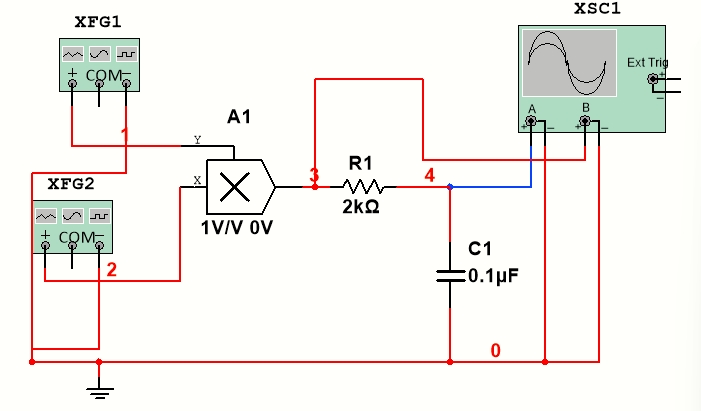 XFG1
XSC1
+ COM −
Ext Trig
+
−
A
B
+ − + −
1
Y
A1
XFG2
X
3
R1
4
2kΩ
+ COM −
1V/V 0V
2
C1
0.1µF
0